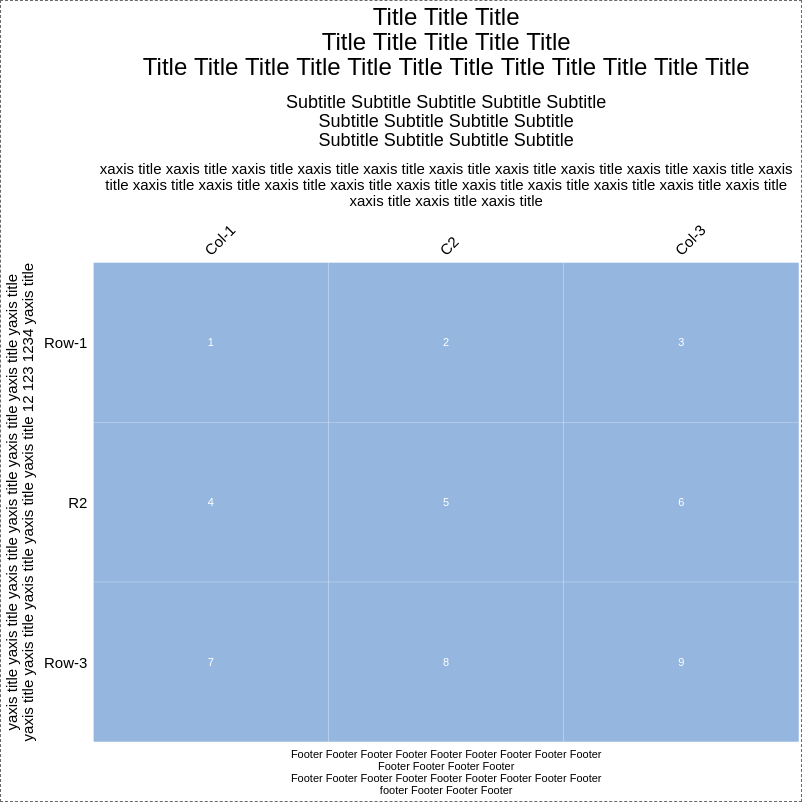 Title Title Title
Title Title Title Title Title
Title Title Title Title Title Title Title Title Title Title Title Title
Subtitle Subtitle Subtitle Subtitle Subtitle
Subtitle Subtitle Subtitle Subtitle
Subtitle Subtitle Subtitle Subtitle
xaxis title xaxis title xaxis title xaxis title xaxis title xaxis title xaxis title xaxis title xaxis title xaxis title xaxis
title xaxis title xaxis title xaxis title xaxis title xaxis title xaxis title xaxis title xaxis title xaxis title xaxis title
xaxis title xaxis title xaxis title
Col-1 C2 Col-3
yaxis title yaxis title yaxis title yaxis title yaxis title yaxis title yaxis title
yaxis title yaxis title yaxis title yaxis title yaxis title 12 123 1234 yaxis title
Row-1 1 2 3
R2 4 5 6
Row-3 7 8 9
Footer Footer Footer Footer Footer Footer Footer Footer Footer
Footer Footer Footer Footer
Footer Footer Footer Footer Footer Footer Footer Footer Footer
footer Footer Footer Footer